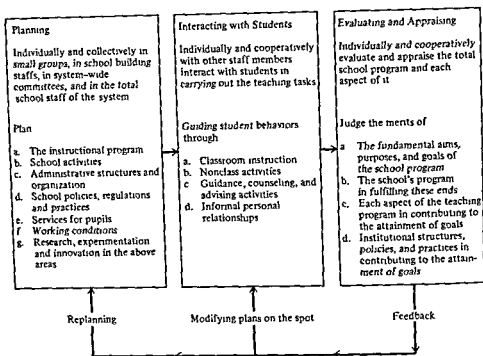 Planning
Individually and collectively in
small groups, in school building
staffs, in system-wide
committees, and in the total
school staff of the system
Plan
a. The instructional program
b. School activities
c. Administrative structures and
organization
d. School policies, regulations
and practices
e. Services for pupils
f Working conditions
g. Research, experimentation
and innovation in the above
areas
Interacting with Students
Individually and cooperatively
with other staff members
interact with students in
carrying out the teaching tasks
Guiding student behaviors
through
a. Classroom instruction
b. Nonclass activities
c Guidance, counseling, and
advising activities
d. Informal personal
relationships
Evaluating and Appraising
Individually and cooperatively
evaluate and appraise the total
school program and each
aspect of it
Judge the merits of
a The fundamental aims,
purposes, and goals of
the school program
b. The school's program
in fulfilling these ends
c. Each aspect of the teaching
program in contributing to
the attainment of goals
d. Institutional structures,
policies, and practices in
contributing to the attain-
ment of goals
Replanning
Modifying plans on the spot
Feedback